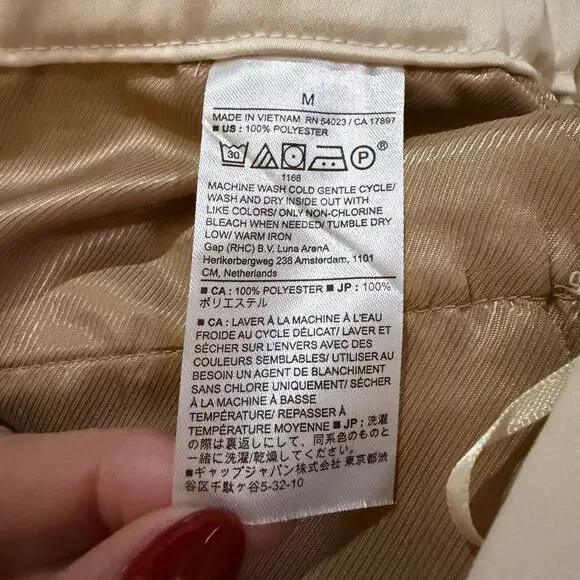 M
MADE IN VIETNAM RN 54023 / CA 17897
■ US : 100% POLYESTER
30 P ®
1166
MACHINE WASH COLD GENTLE CYCLE/
WASH AND DRY INSIDE OUT WITH
LIKE COLORS/ ONLY NON-CHLORINE
BLEACH WHEN NEEDED/ TUMBLE DRY
LOW/ WARM IRON
Gap (RHC) B.V. Luna ArenA
Herikerbergweg 238 Amsterdam, 1101
CM, Netherlands
■ CA : 100% POLYESTER ■ JP : 100%
ポリエステル
■ CA : LAVER À LA MACHINE À L'EAU
FROIDE AU CYCLE DÉLICAT/ LAVER ET
SÉCHER SUR L'ENVERS AVEC DES
COULEURS SEMBLABLES/ UTILISER AU
BESOIN UN AGENT DE BLANCHIMENT
SANS CHLORE UNIQUEMENT/ SÉCHER
À LA MACHINE À BASSE
TEMPÉRATURE/ REPASSER À
TEMPÉRATURE MOYENNE ■ JP : 洗濯
の際は裏返しにして、同系色のものと
一緒に洗濯/乾燥してください。
■ギャップジャパン株式会社 東京都渋
谷区千駄ヶ谷5-32-10